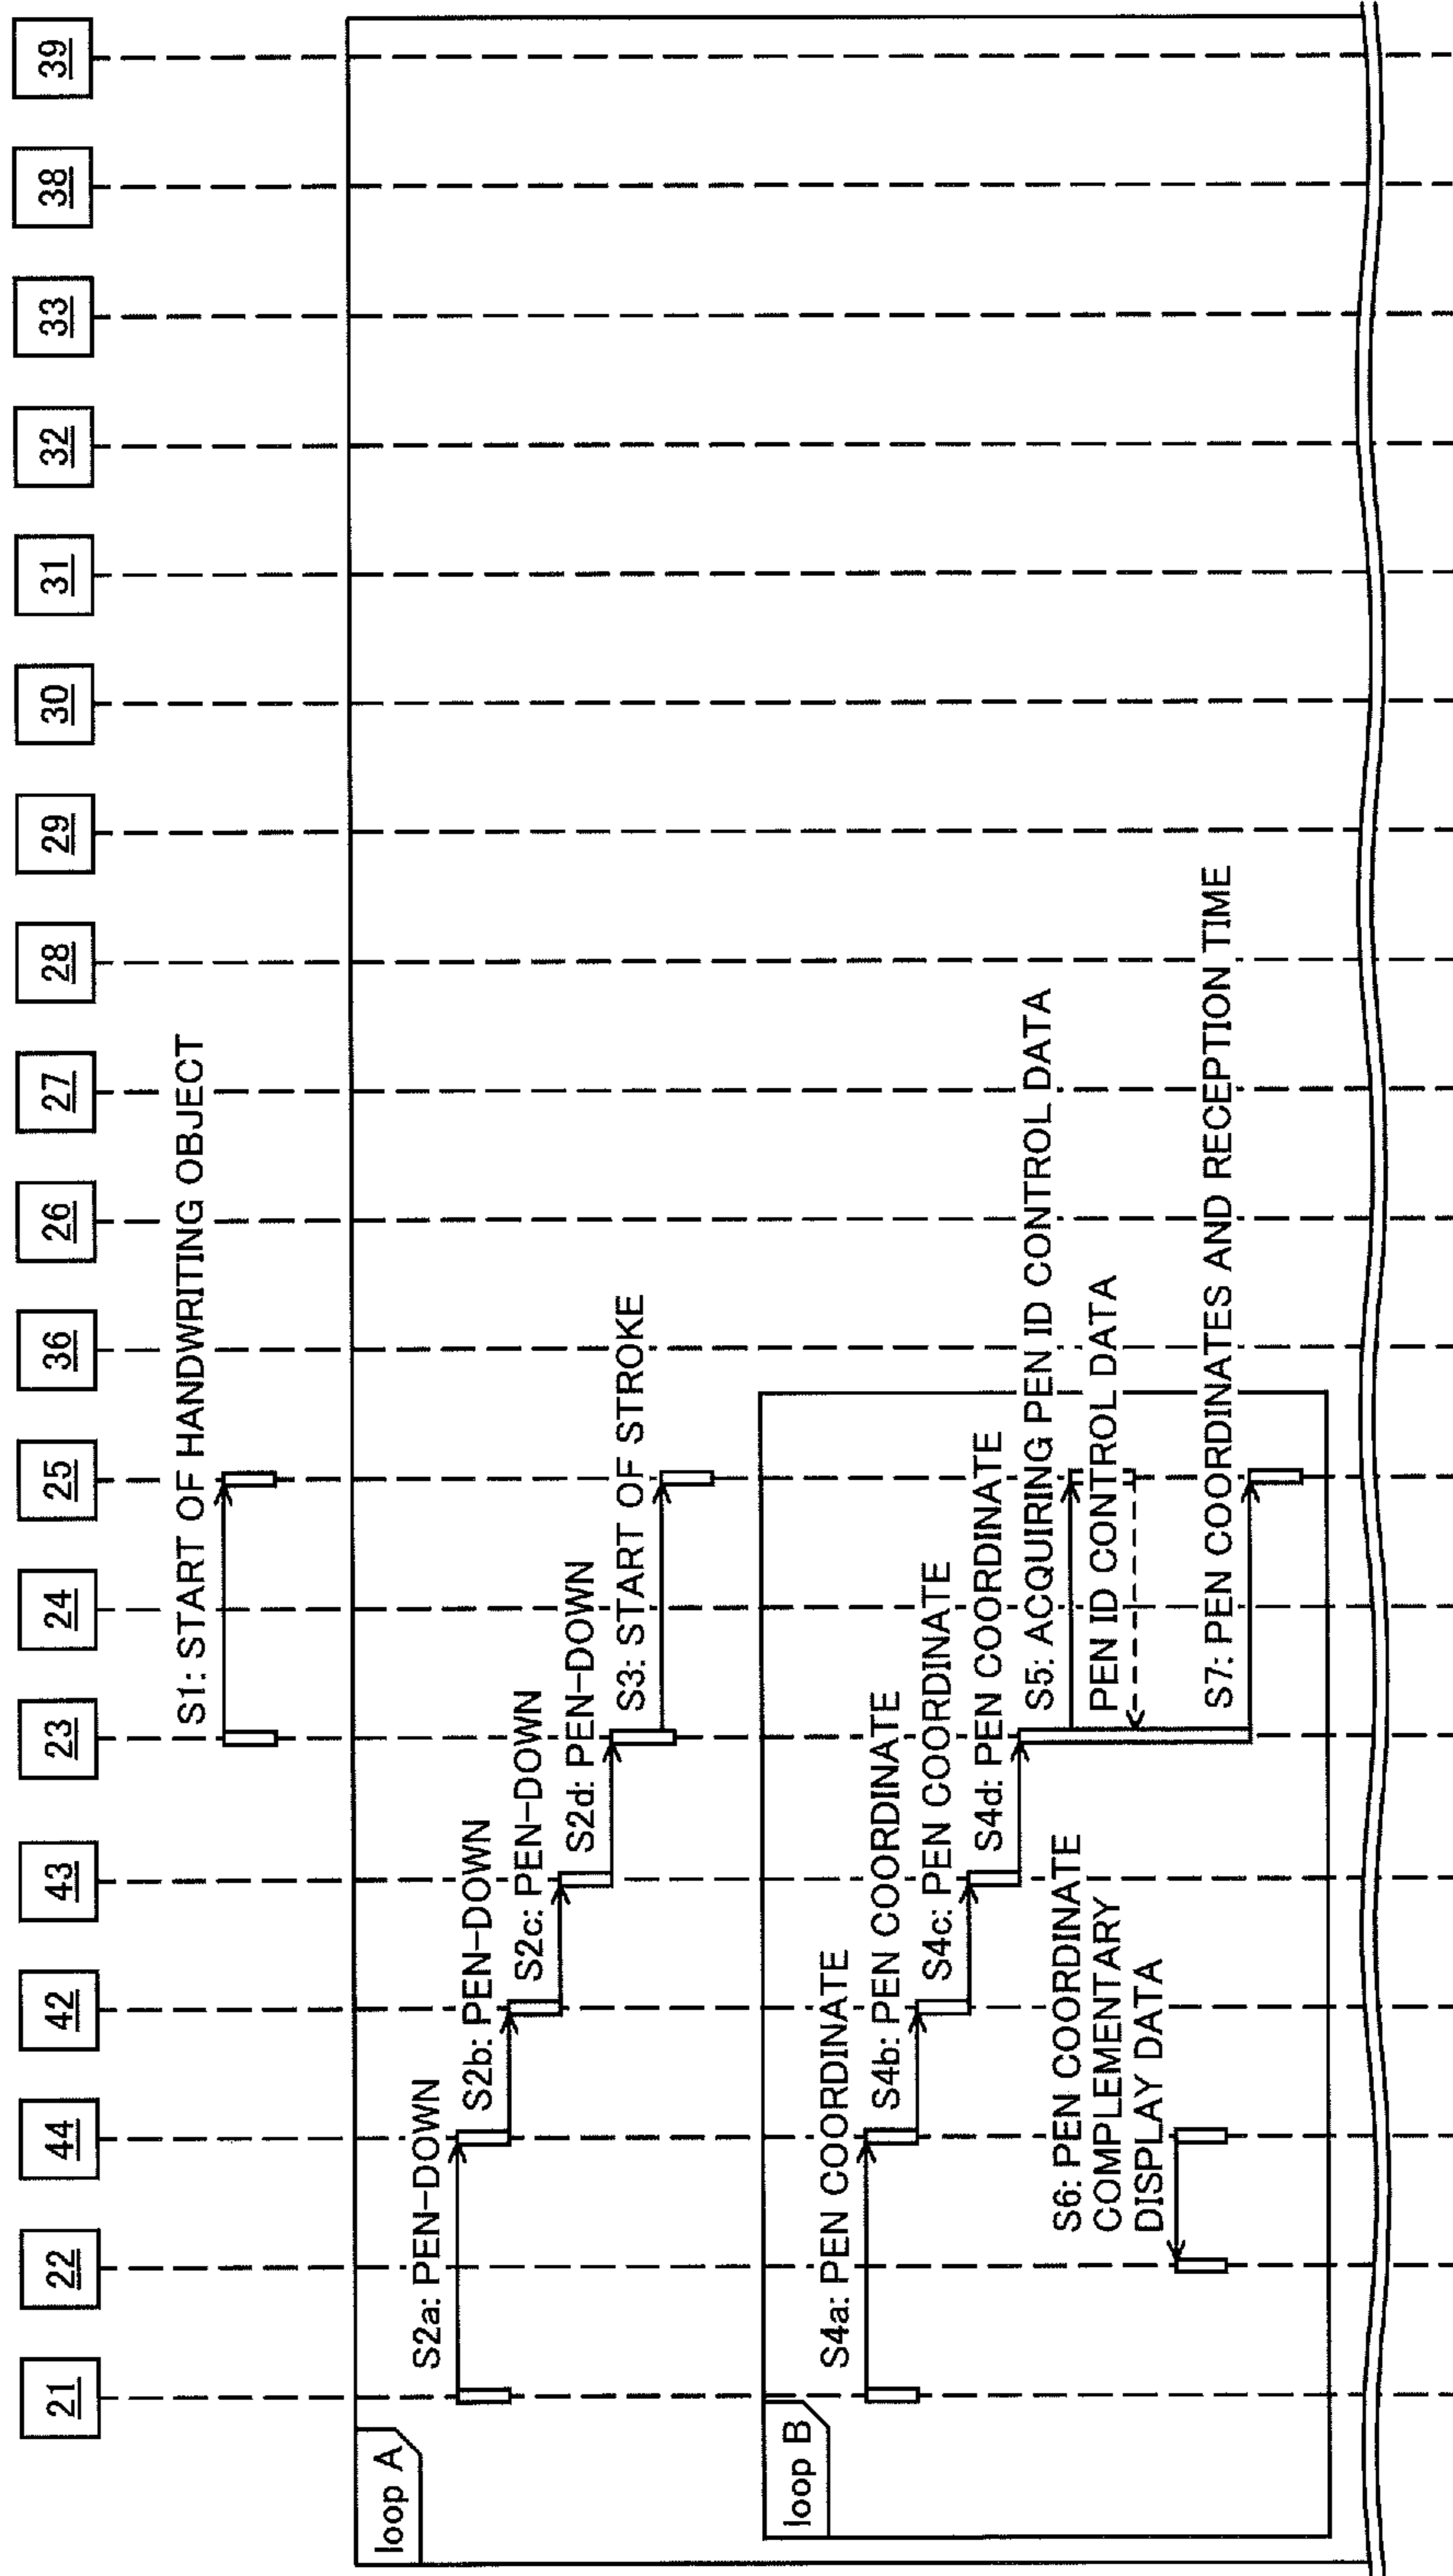 21
22
44
42
43
23
24
25
36
26
27
28
29
30
31
32
33
38
39
S1: START OF HANDWRITING OBJECT
loop A
S2a: PEN-DOWN
S2b: PEN-DOWN
S2c: PEN-DOWN
S2d: PEN-DOWN
S3: START OF STROKE
loop B
S4a: PEN COORDINATE
S4b: PEN COORDINATE
S4c: PEN COORDINATE
S4d: PEN COORDINATE
S5: ACQUIRING PEN ID CONTROL DATA
PEN ID CONTROL DATA
S6: PEN COORDINATE
COMPLEMENTARY
DISPLAY DATA
S7: PEN COORDINATES AND RECEPTION TIME